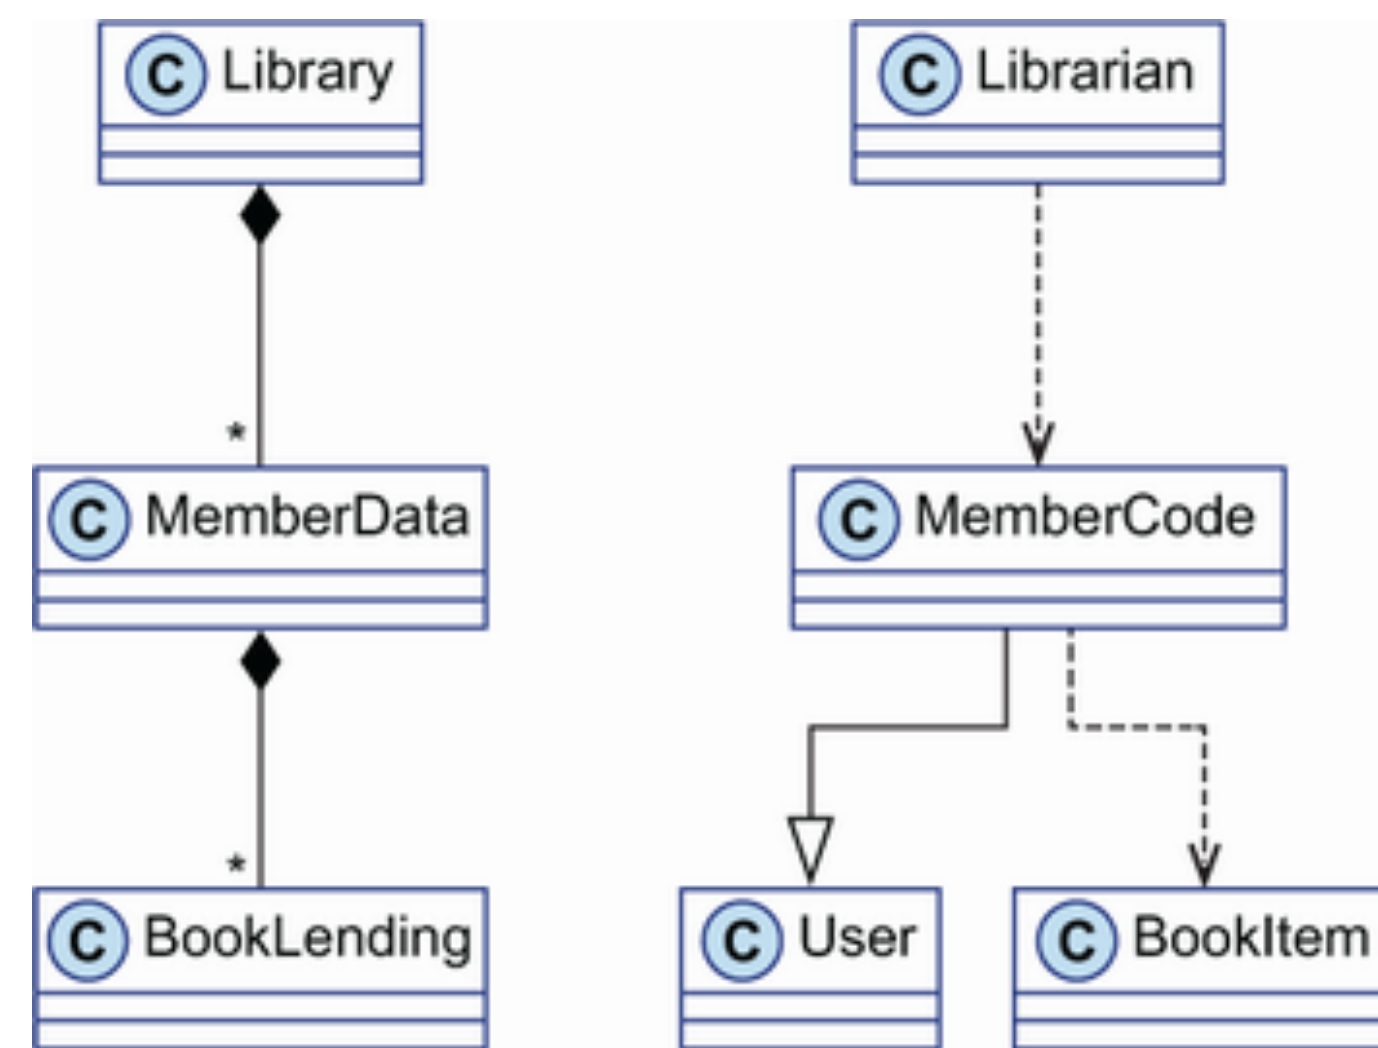 C Library
C Librarian
*
C MemberData
C MemberCode
*
C BookLending
C User
C BookItem